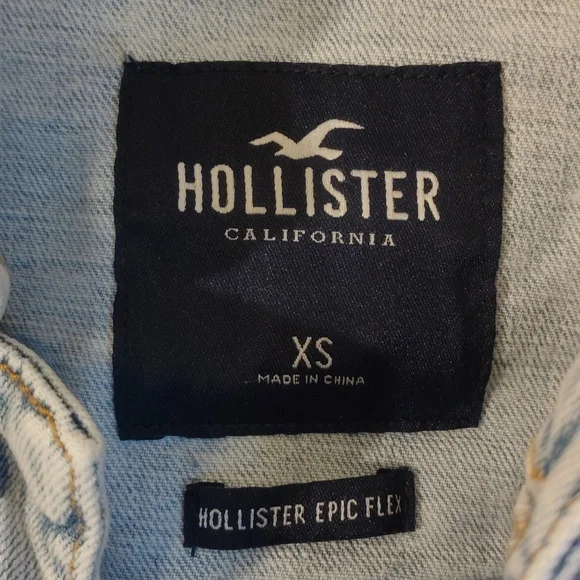 HOLLISTER
CALIFORNIA
XS
MADE IN CHINA
HOLLISTER EPIC FLEX